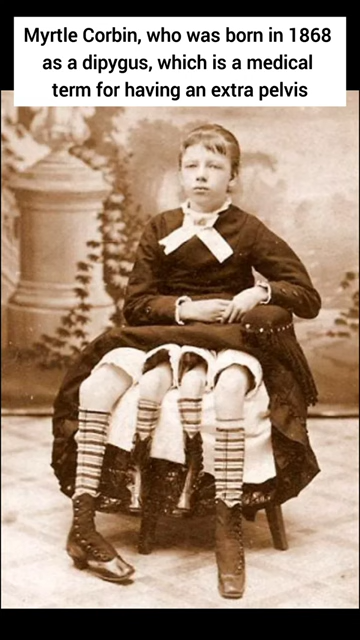 Myrtle Corbin, who was born in 1868
as a dipygus, which is a medical
term for having an extra pelvis